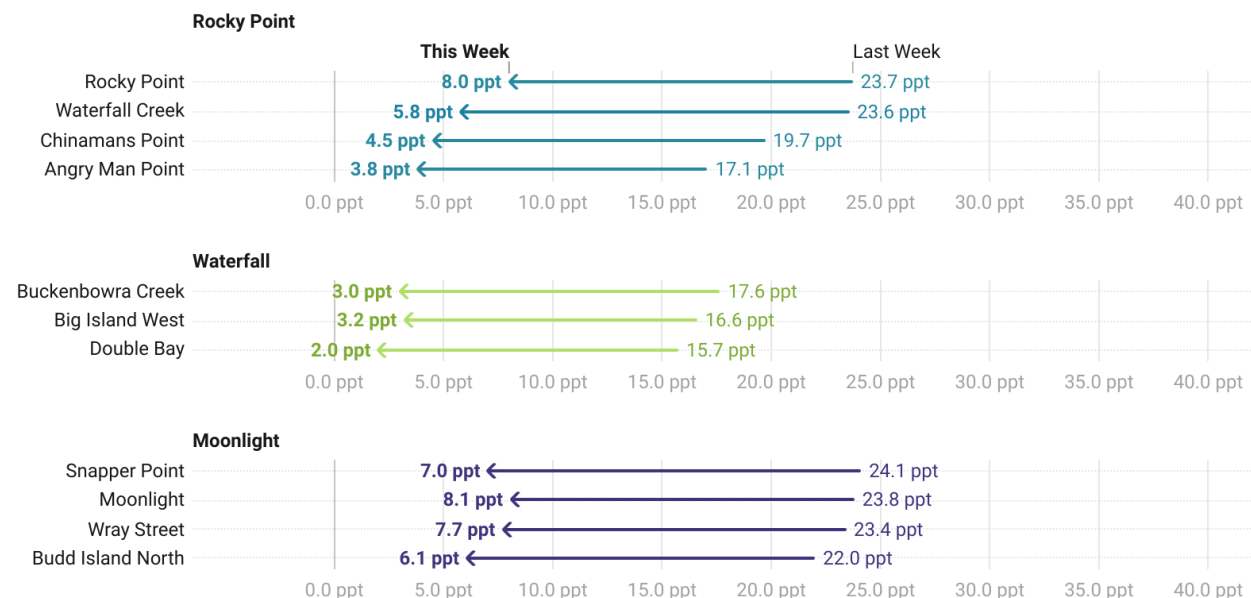 Rocky Point
This Week Last Week
Rocky Point 8.0 ppt 23.7 ppt
Waterfall Creek 5.8 ppt 23.6 ppt
Chinamans Point 4.5 ppt 19.7 ppt
Angry Man Point 3.8 ppt 17.1 ppt
0.0 ppt 5.0 ppt 10.0 ppt 15.0 ppt 20.0 ppt 25.0 ppt 30.0 ppt 35.0 ppt 40.0 ppt
Waterfall
Buckenbowra Creek 3.0 ppt 17.6 ppt
Big Island West 3.2 ppt 16.6 ppt
Double Bay 2.0 ppt 15.7 ppt
0.0 ppt 5.0 ppt 10.0 ppt 15.0 ppt 20.0 ppt 25.0 ppt 30.0 ppt 35.0 ppt 40.0 ppt
Moonlight
Snapper Point 7.0 ppt 24.1 ppt
Moonlight 8.1 ppt 23.8 ppt
Wray Street 7.7 ppt 23.4 ppt
Budd Island North 6.1 ppt 22.0 ppt
0.0 ppt 5.0 ppt 10.0 ppt 15.0 ppt 20.0 ppt 25.0 ppt 30.0 ppt 35.0 ppt 40.0 ppt